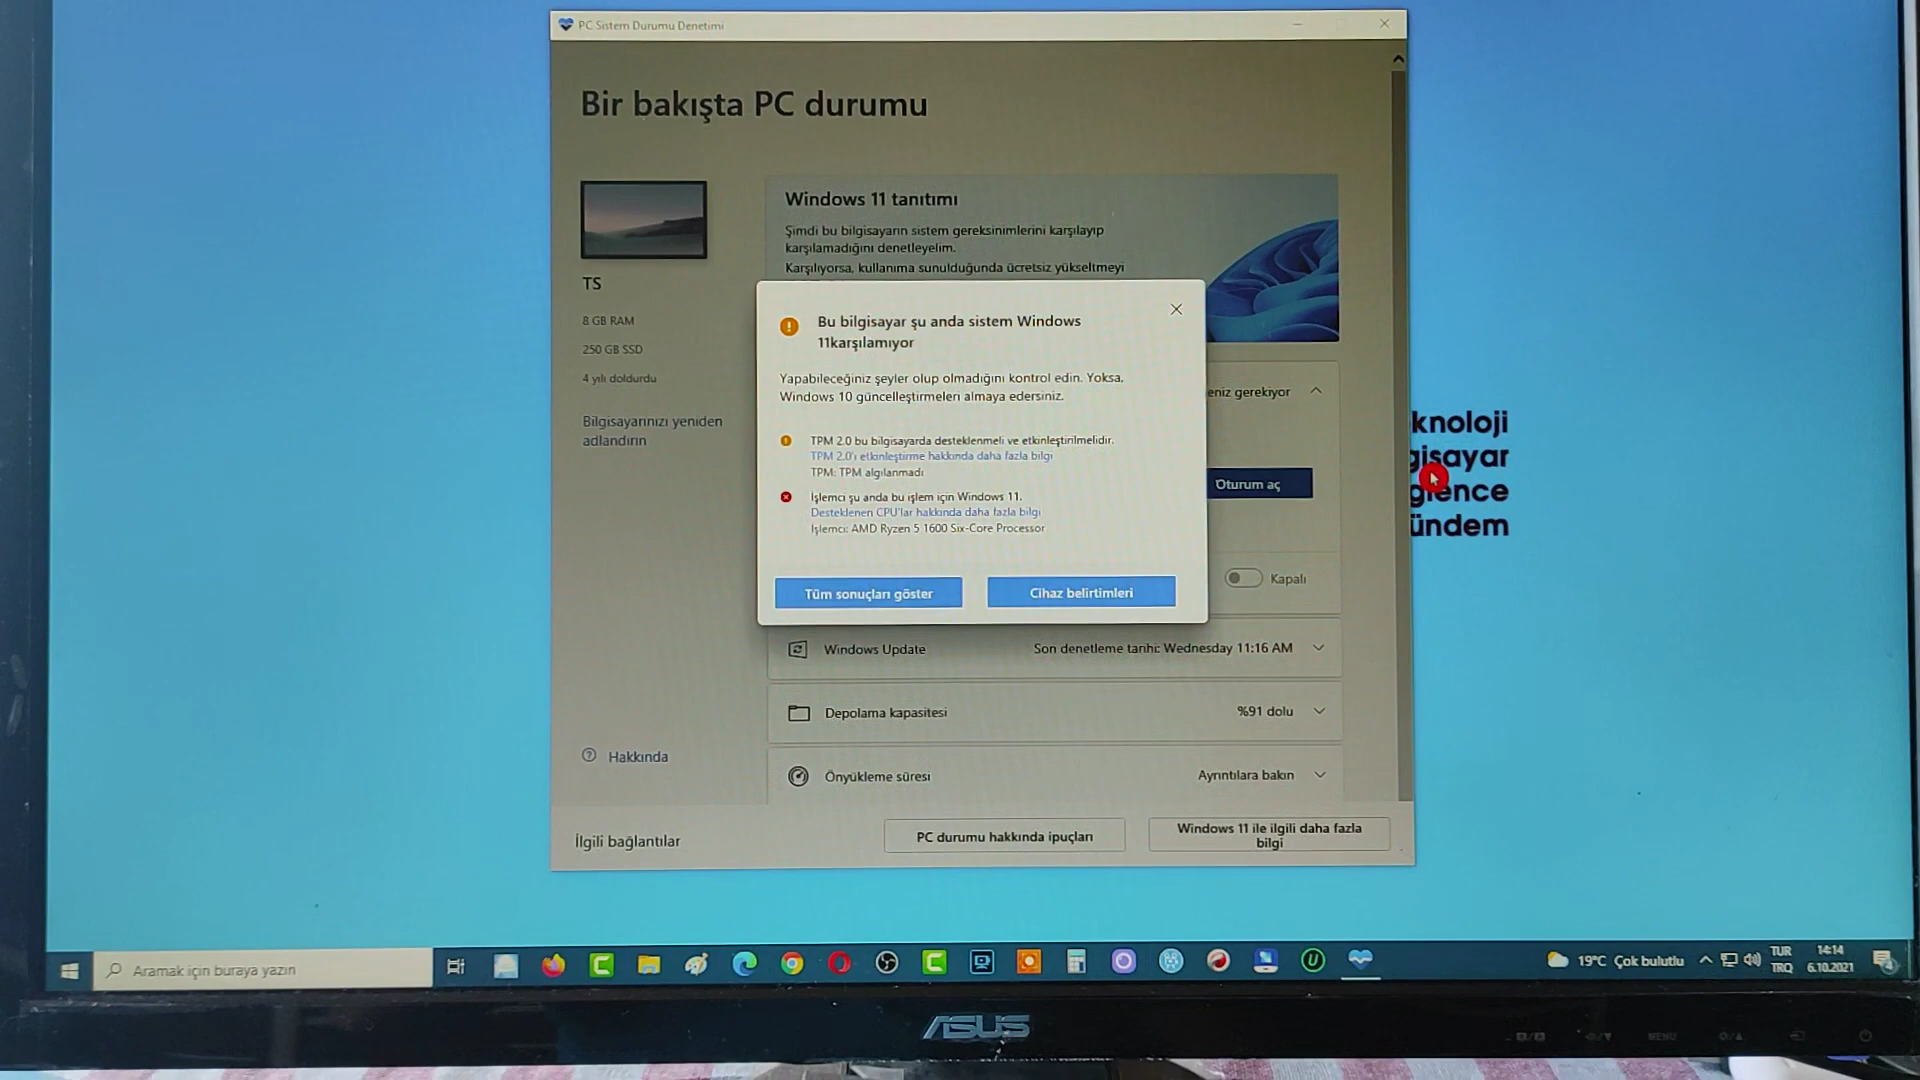 PC Sistem Durumu Denetimi
Bir bakışta PC durumu
TS
8 GB RAM
250 GB SSD
4 yılı doldurdu
Bilgisayarınızı yeniden
adlandırın
Hakkında
Windows 11 tanıtımı
Şimdi bu bilgisayarın sistem gereksinimlerini karşılayıp
karşılamadığını denetleyelim.
Karşılıyorsa, kullanıma sunulduğunda ücretsiz yükseltmeyi
Bu bilgisayar şu anda sistem Windows
11karşılamıyor
Yapabileceğiniz şeyler olup olmadığını kontrol edin. Yoksa,
Windows 10 güncelleştirmeleri almaya edersiniz.
TPM 2.0 bu bilgisayarda desteklenmeli ve etkinleştirilmelidir.
TPM 2.0'ı etkinleştirme hakkında daha fazla bilgi
TPM: TPM algılanmadı
İşlemci şu anda bu işlem için Windows 11.
Desteklenen CPU'lar hakkında daha fazla bilgi
İşlemci: AMD Ryzen 5 1600 Six-Core Processor
Tüm sonuçları göster
Cihaz belirtimleri
eniz gerekiyor
Oturum aç
Kapalı
Windows Update
Son denetleme tarihi: Wednesday 11:16 AM
Depolama kapasitesi
%91 dolu
Önyükleme süresi
Ayrıntılara bakın
İlgili bağlantılar
PC durumu hakkında ipuçları
Windows 11 ile ilgili daha fazla
bilgi
knoloji
gisayar
glence
ündem
Aramak için buraya yazın
19°C Çok bulutlu
TUR
TRQ
14:14
6.10.2021
4
ASUS
MENU